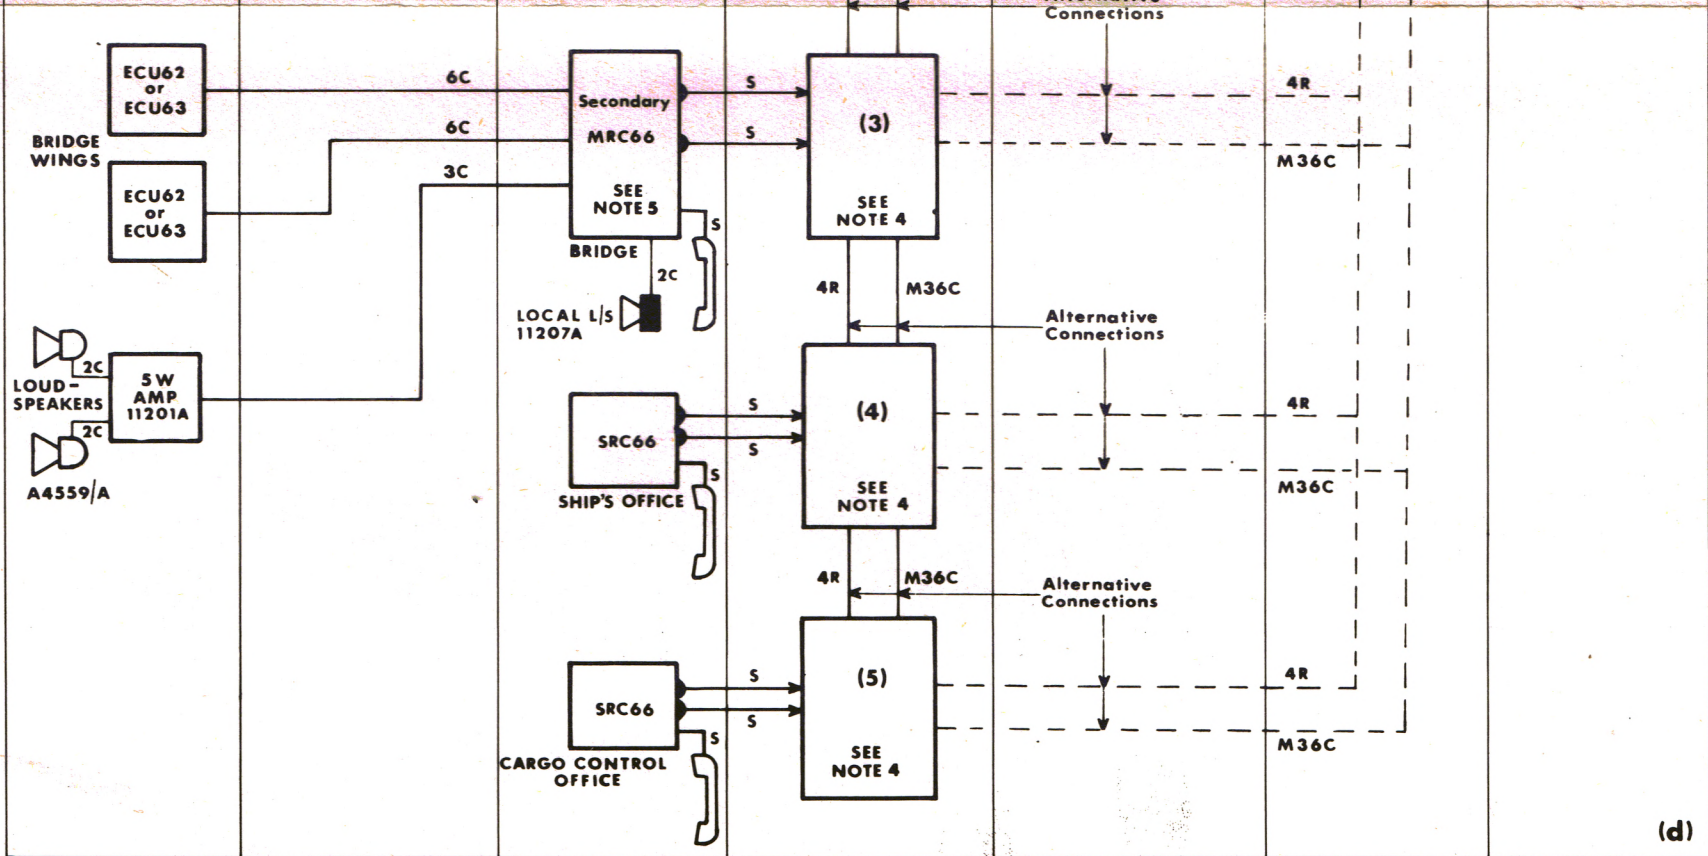 Connections
ECU62
or
ECU63
6C
S
4R
Secondary
(3)
6C
MRC66
S
BRIDGE
WINGS
M36C
3C
ECU62
or
ECU63
SEE
NOTE 5
SEE
NOTE 4
S
BRIDGE
2C
4R
M36C
LOCAL L/S
11207A
Alternative
Connections
2C
LOUD-
SPEAKERS
5W
AMP
11201A
2C
A4559/A
S
4R
(4)
SRC66
S
S
SHIP'S OFFICE
SEE
NOTE 4
M36C
4R
M36C
Alternative
Connections
S
(5)
4R
SRC66
S
S
M36C
CARGO CONTROL
OFFICE
SEE
NOTE 4
(d)